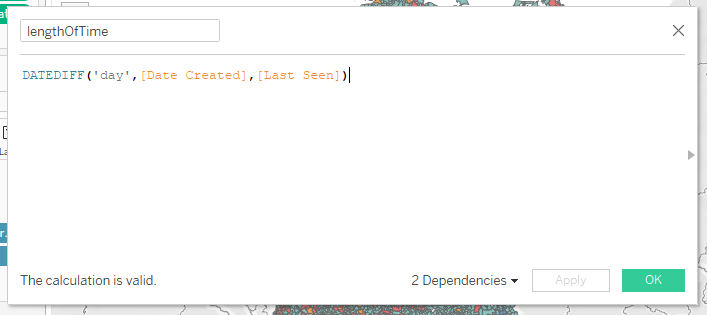 lengthOfTime
DATEDIFF('day',[Date Created],[Last Seen])
The calculation is valid.
2 Dependencies
Apply
OK